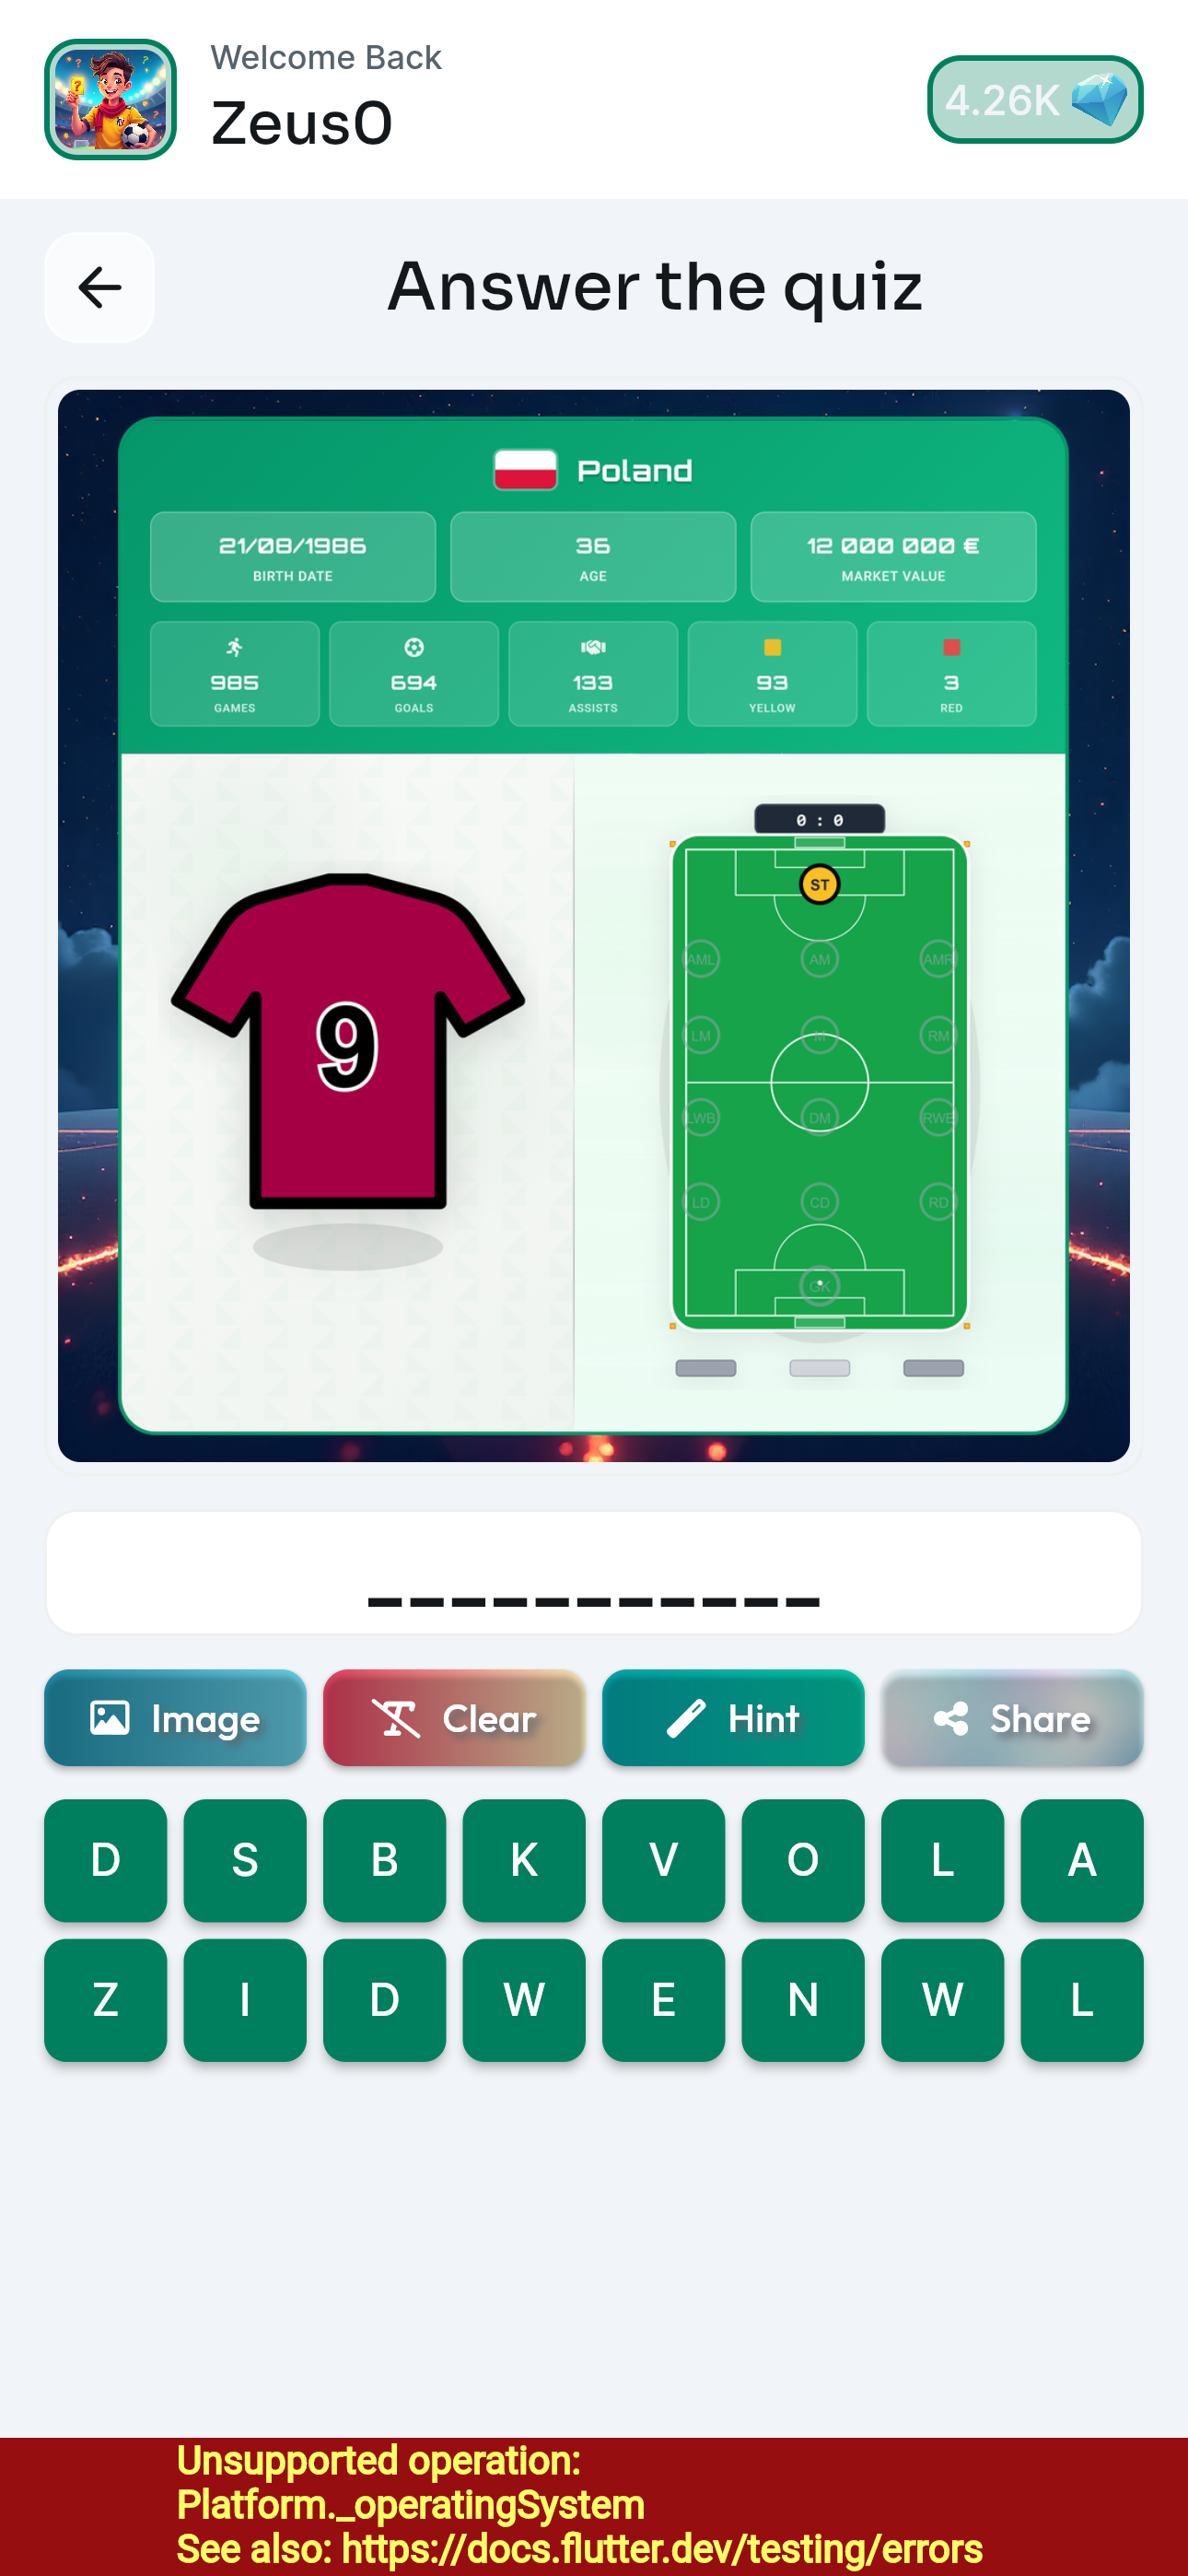 Welcome Back
ZeusO
4.26K
Answer the quiz
Poland
21/08/1986
BIRTH DATE
36
AGE
12 000 000 €
MARKET VALUE
985
GAMES
694
GOALS
133
ASSISTS
93
YELLOW
3
RED
9
0 : 0
ST
AML AM AMR
LM M RM
LWB DM RWB
LD CD RD
GK
Image
Clear
Hint
Share
D S B K V O L A
Z I D W E N W L
Unsupported operation:
Platform._operatingSystem
See also: https://docs.flutter.dev/testing/errors